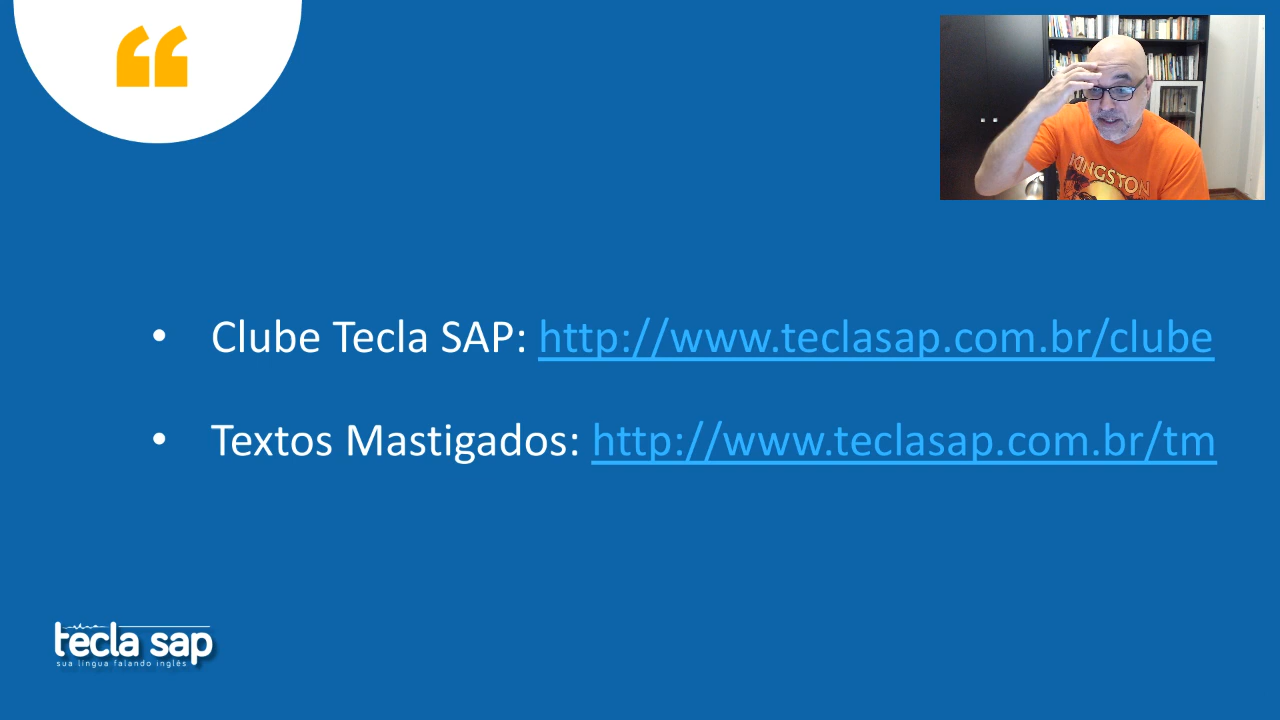 “
KINGSTON
Clube Tecla SAP: http://www.teclasap.com.br/clube
Textos Mastigados: http://www.teclasap.com.br/tm
tecla sap
sua língua falando inglês